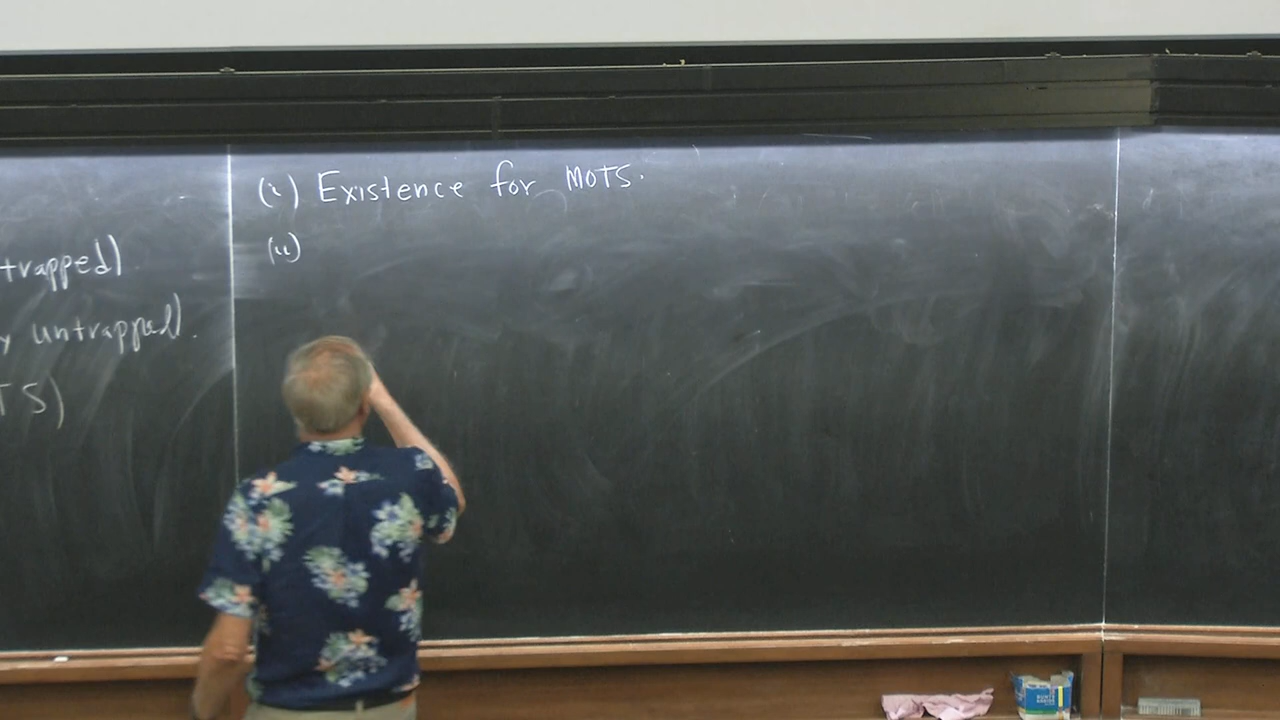 trapped)
y untrapped).
TS)
(i) Existence for MOTS.
(ii)